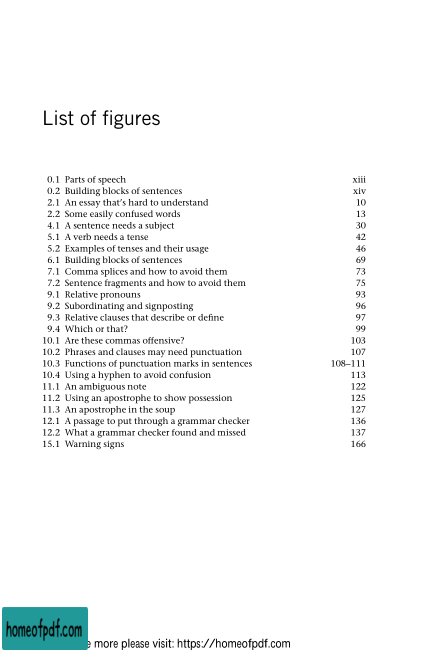 List of figures
0.1 Parts of speech xiii
0.2 Building blocks of sentences xiv
2.1 An essay that's hard to understand 10
2.2 Some easily confused words 13
4.1 A sentence needs a subject 30
5.1 A verb needs a tense 42
5.2 Examples of tenses and their usage 46
6.1 Building blocks of sentences 69
7.1 Comma splices and how to avoid them 73
7.2 Sentence fragments and how to avoid them 75
9.1 Relative pronouns 93
9.2 Subordinating and signposting 96
9.3 Relative clauses that describe or define 97
9.4 Which or that? 99
10.1 Are these commas offensive? 103
10.2 Phrases and clauses may need punctuation 107
10.3 Functions of punctuation marks in sentences 108–111
10.4 Using a hyphen to avoid confusion 113
11.1 An ambiguous note 122
11.2 Using an apostrophe to show possession 125
11.3 An apostrophe in the soup 127
12.1 A passage to put through a grammar checker 136
12.2 What a grammar checker found and missed 137
15.1 Warning signs 166
homeofpdf.com
e more please visit: https://homeofpdf.com